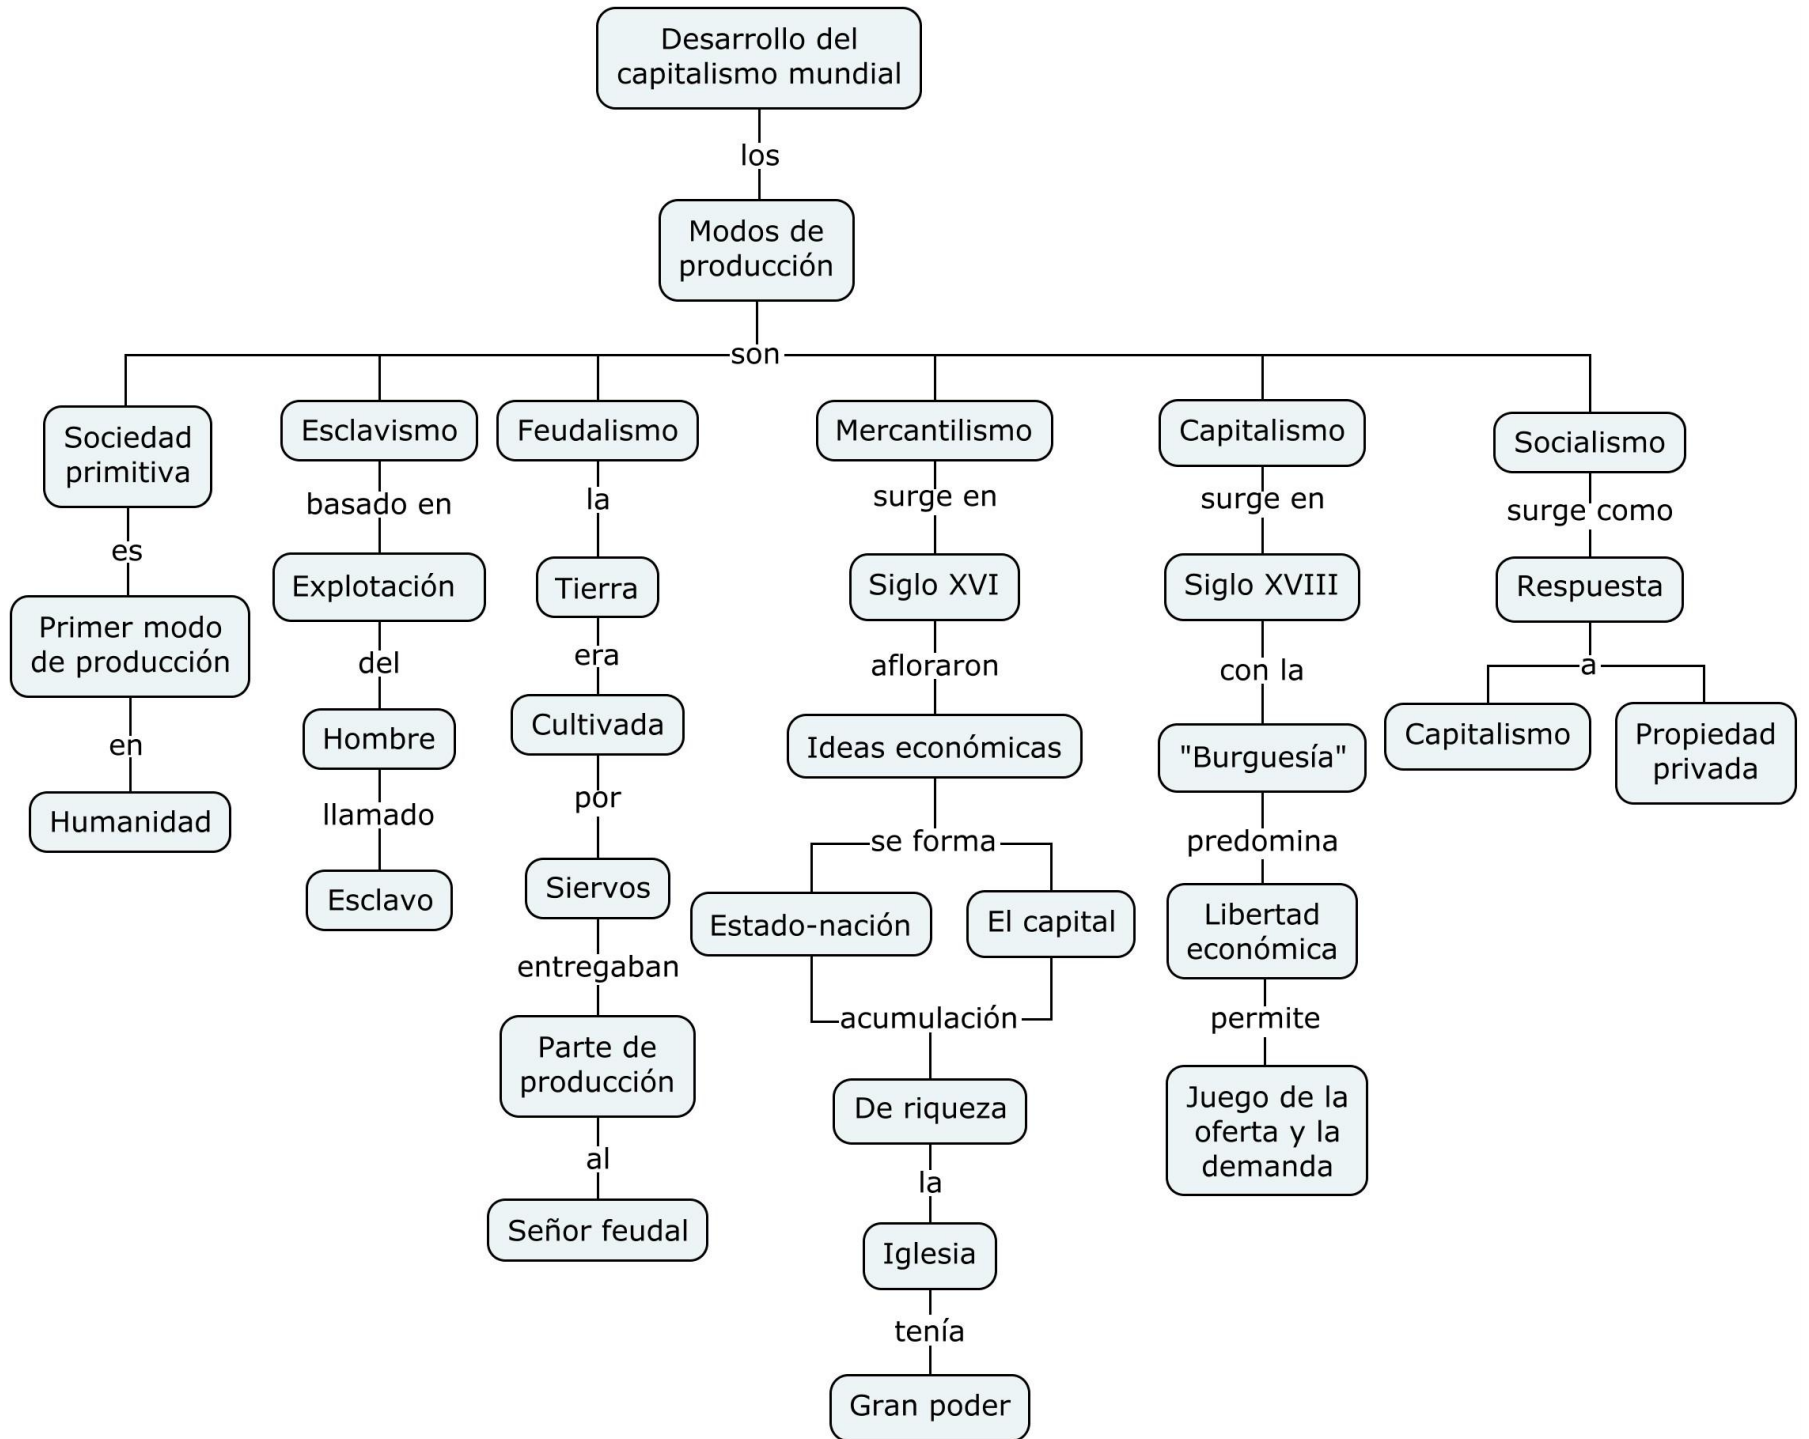 Desarrollo del
capitalismo mundial
los
Modos de
producción
son
Sociedad
primitiva
es
Primer modo
de producción
en
Humanidad
Esclavismo
basado en
Explotación
del
Hombre
llamado
Esclavo
Feudalismo
la
Tierra
era
Cultivada
por
Siervos
entregaban
Parte de
producción
al
Señor feudal
Mercantilismo
surge en
Siglo XVI
afloraron
Ideas económicas
se forma
Estado-nación
El capital
acumulación
De riqueza
la
Iglesia
tenía
Gran poder
Capitalismo
surge en
Siglo XVIII
con la
"Burguesía"
predomina
Libertad
económica
permite
Juego de la
oferta y la
demanda
Socialismo
surge como
Respuesta
a
Capitalismo
Propiedad
privada